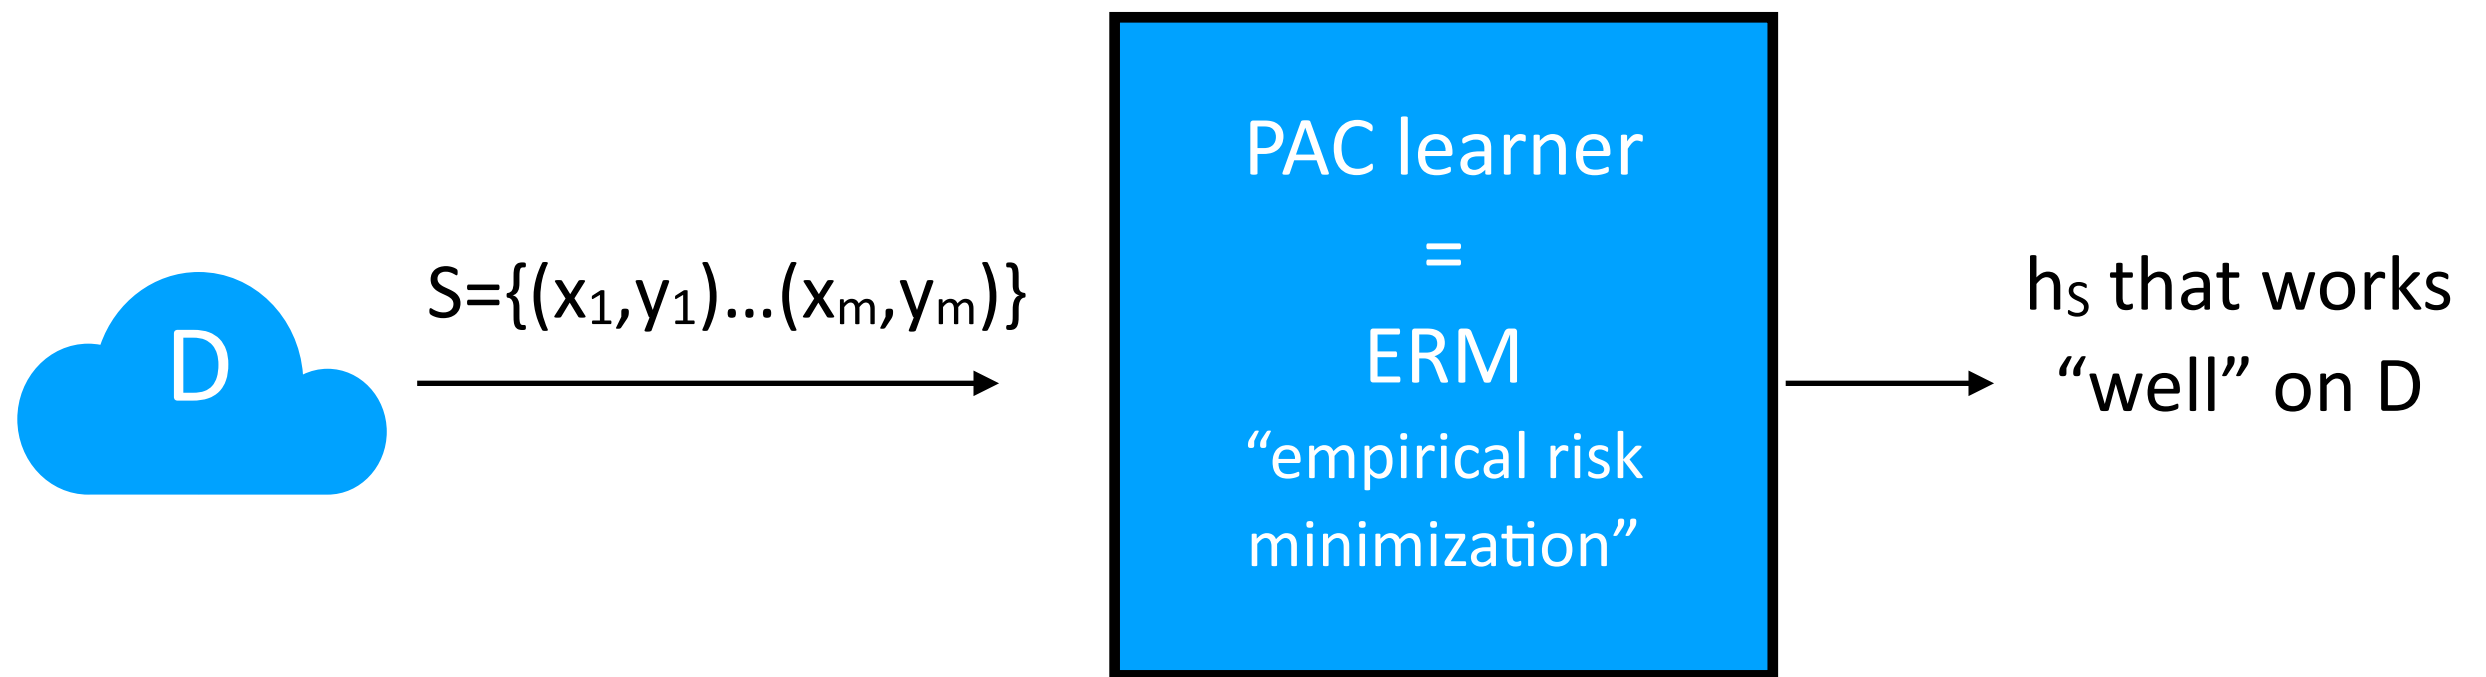 D
S={(x₁,y₁)...(xₘ,yₘ)}
PAC learner
=
ERM
“empirical risk
minimization”
hₛ that works
“well” on D